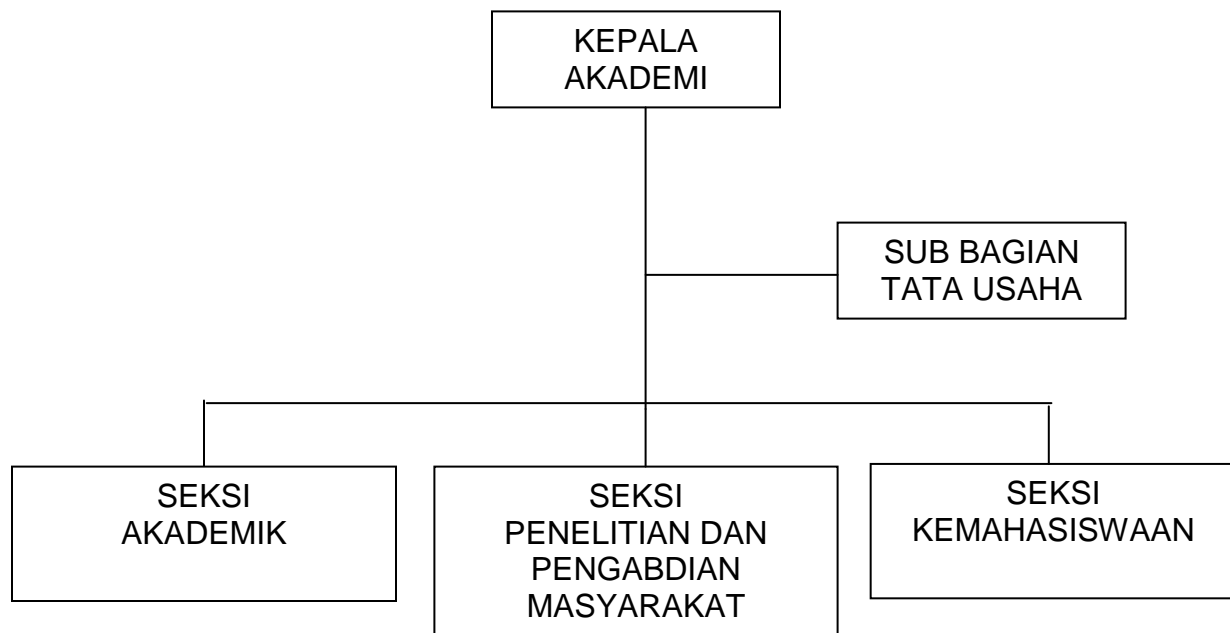 KEPALA
AKADEMI
SUB BAGIAN
TATA USAHA
SEKSI
AKADEMIK
SEKSI
PENELITIAN DAN
PENGABDIAN
MASYARAKAT
SEKSI
KEMAHASISWAAN